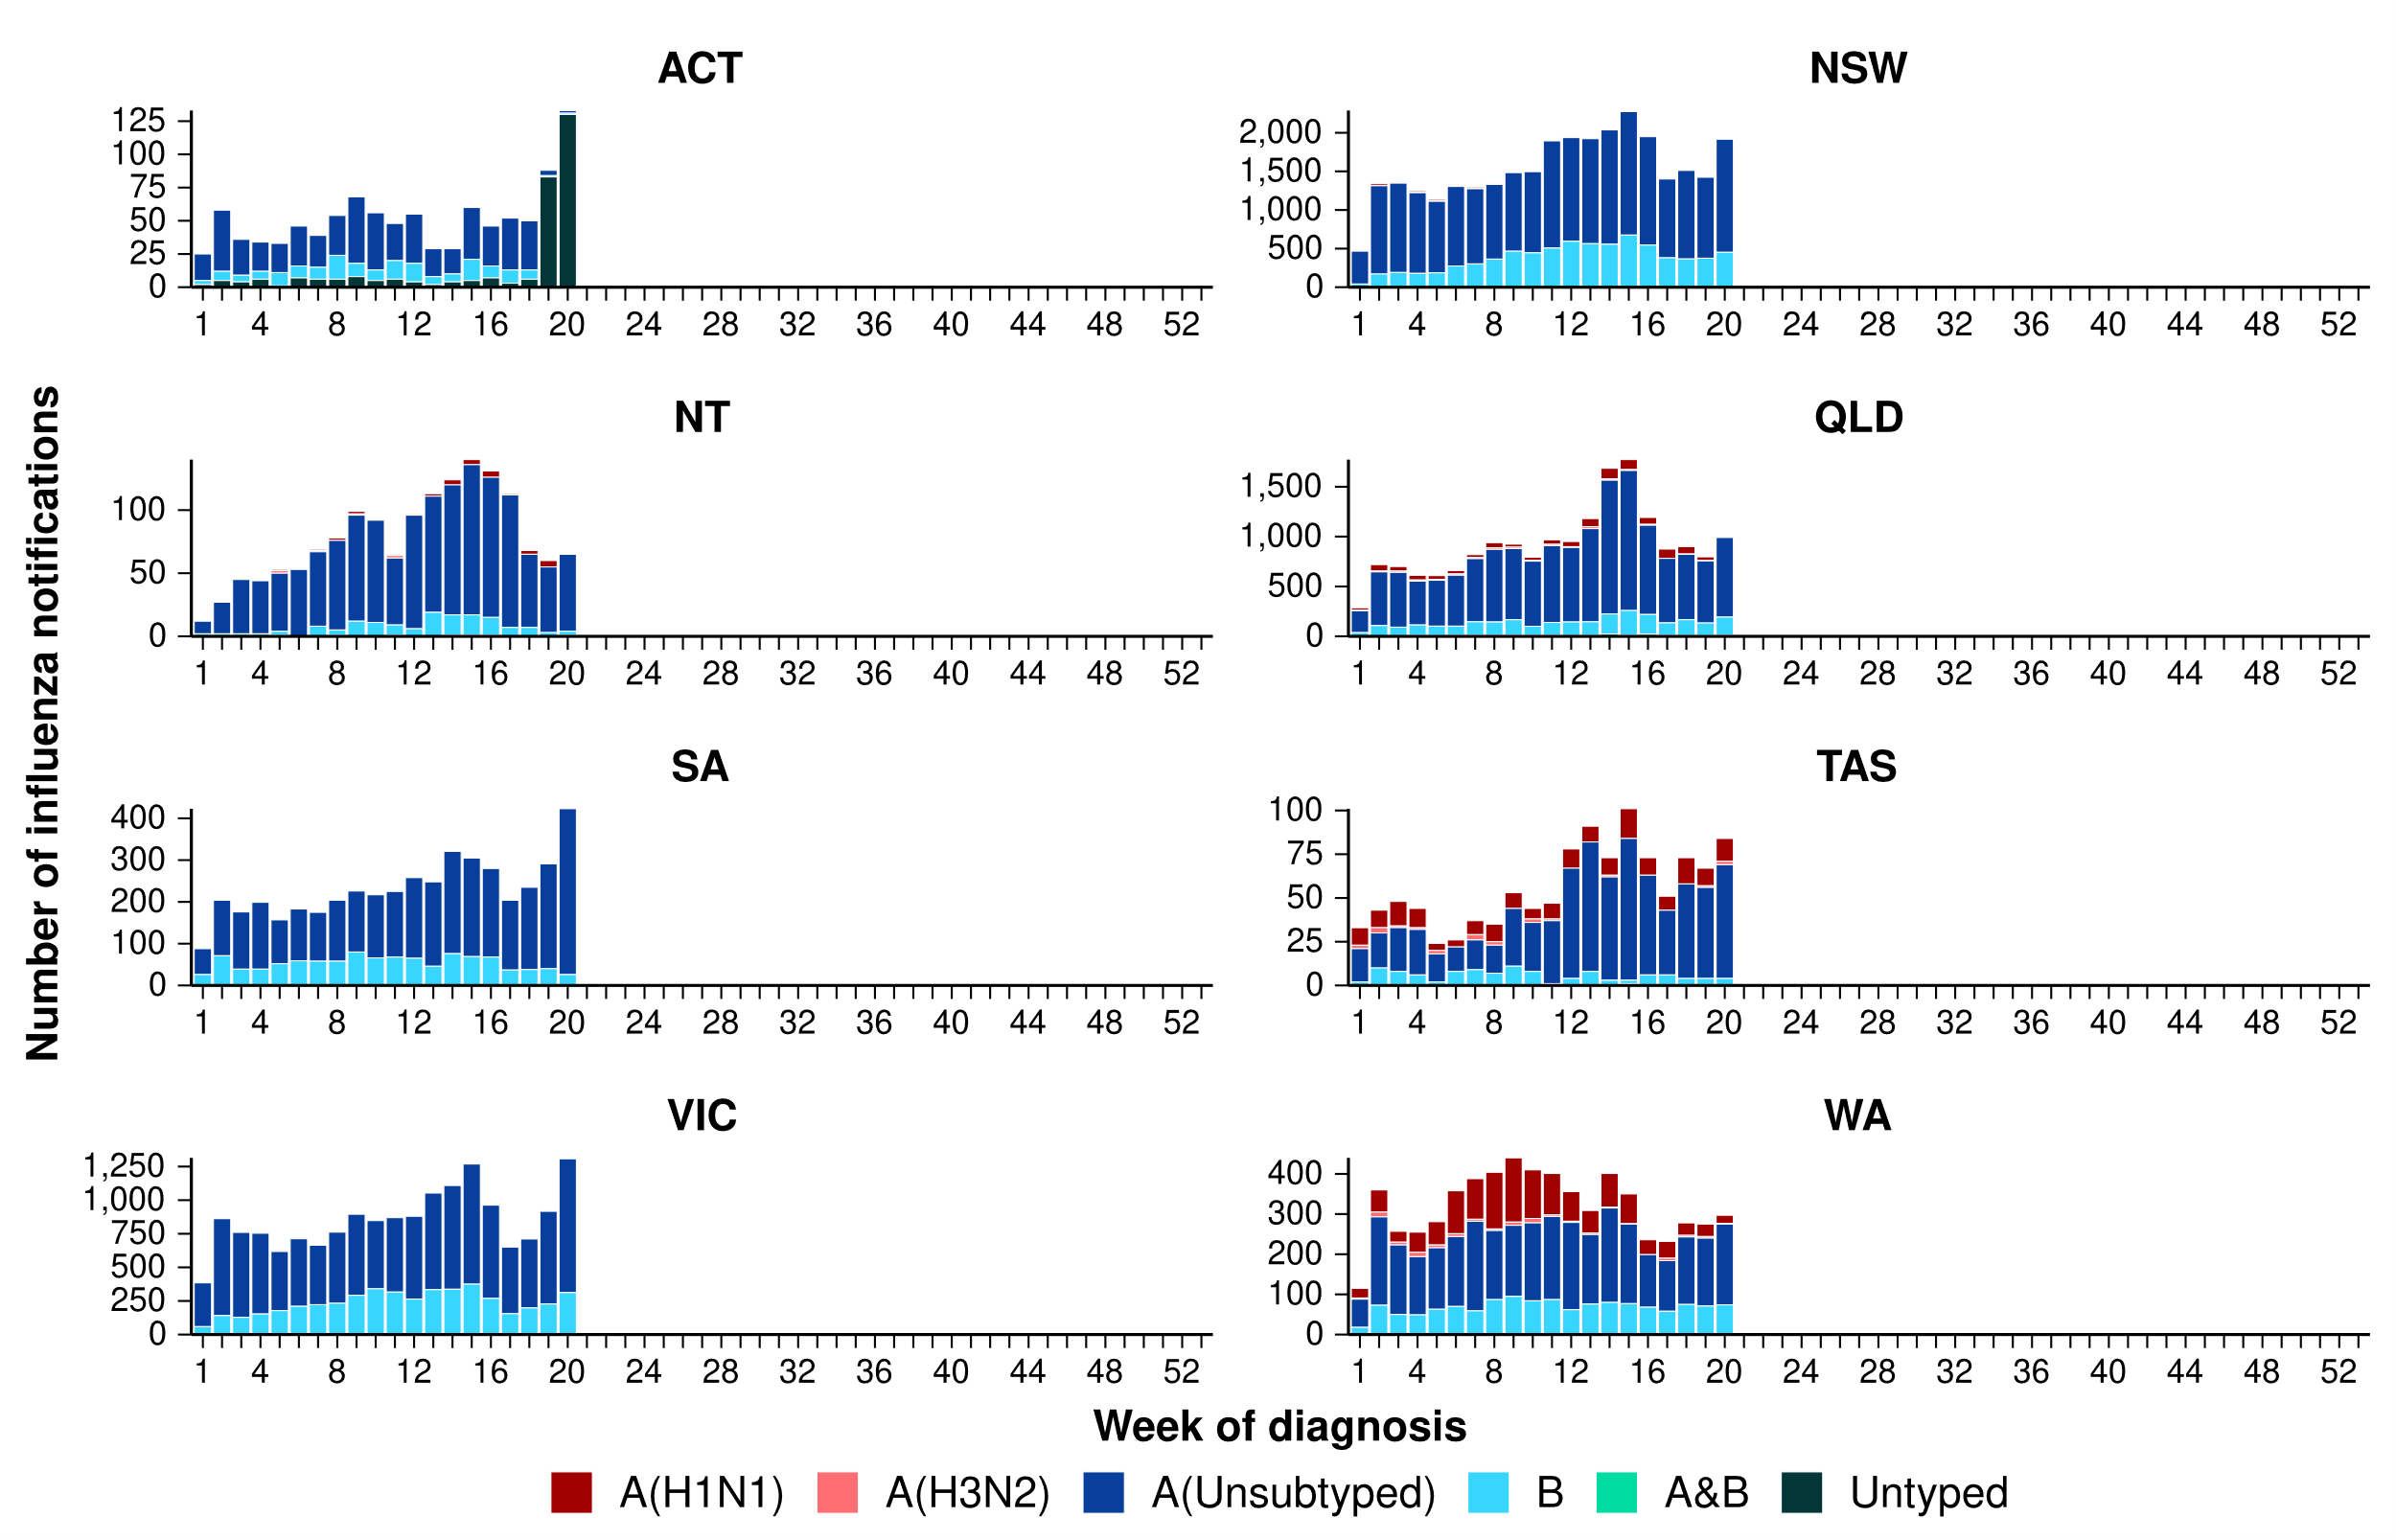 Number of influenza notifications
ACT
125
100
75
50
25
0
1 4 8 12 16 20 24 28 32 36 40 44 48 52
NSW
2,000
1,500
1,000
500
0
1 4 8 12 16 20 24 28 32 36 40 44 48 52
NT
100
50
0
1 4 8 12 16 20 24 28 32 36 40 44 48 52
QLD
1,500
1,000
500
0
1 4 8 12 16 20 24 28 32 36 40 44 48 52
SA
400
300
200
100
0
1 4 8 12 16 20 24 28 32 36 40 44 48 52
TAS
100
75
50
25
0
1 4 8 12 16 20 24 28 32 36 40 44 48 52
VIC
1,250
1,000
750
500
250
0
1 4 8 12 16 20 24 28 32 36 40 44 48 52
WA
400
300
200
100
0
1 4 8 12 16 20 24 28 32 36 40 44 48 52
Week of diagnosis
A(H1N1) A(H3N2) A(Unsubtyped) B A&B Untyped